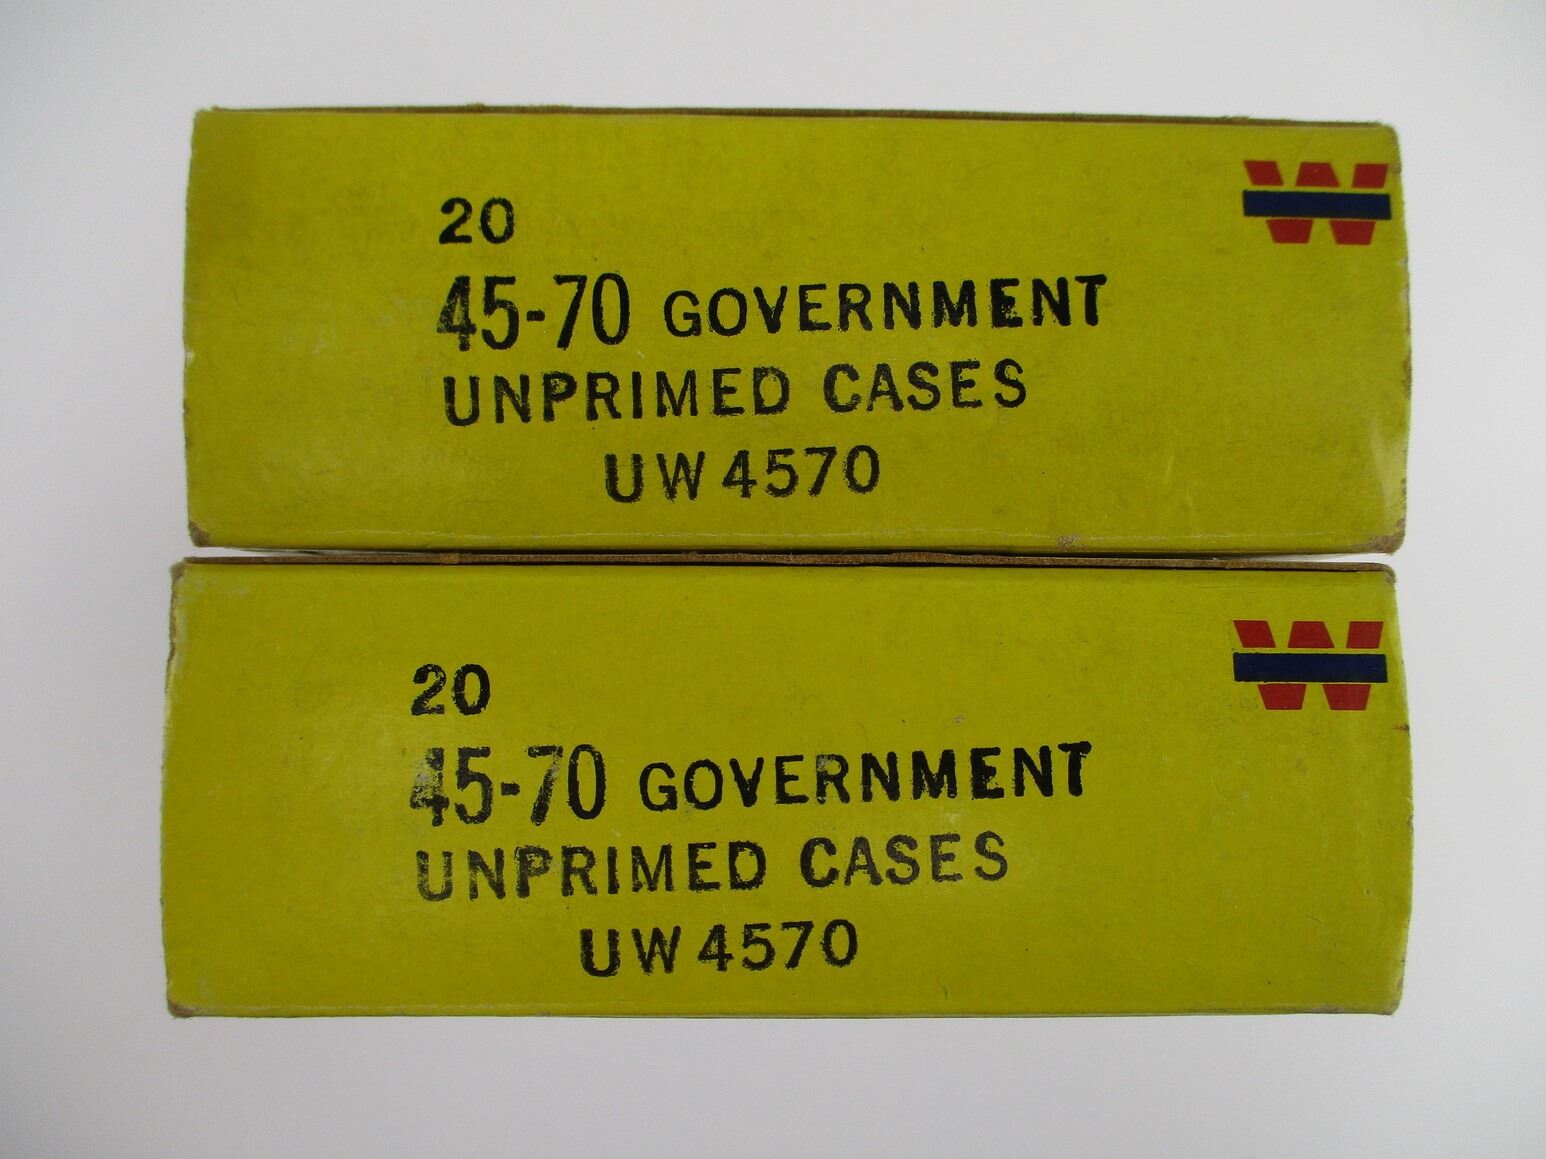 W
20
45-70 GOVERNMENT
UNPRIMED CASES
UW4570
W
20
45-70 GOVERNMENT
UNPRIMED CASES
UW4570